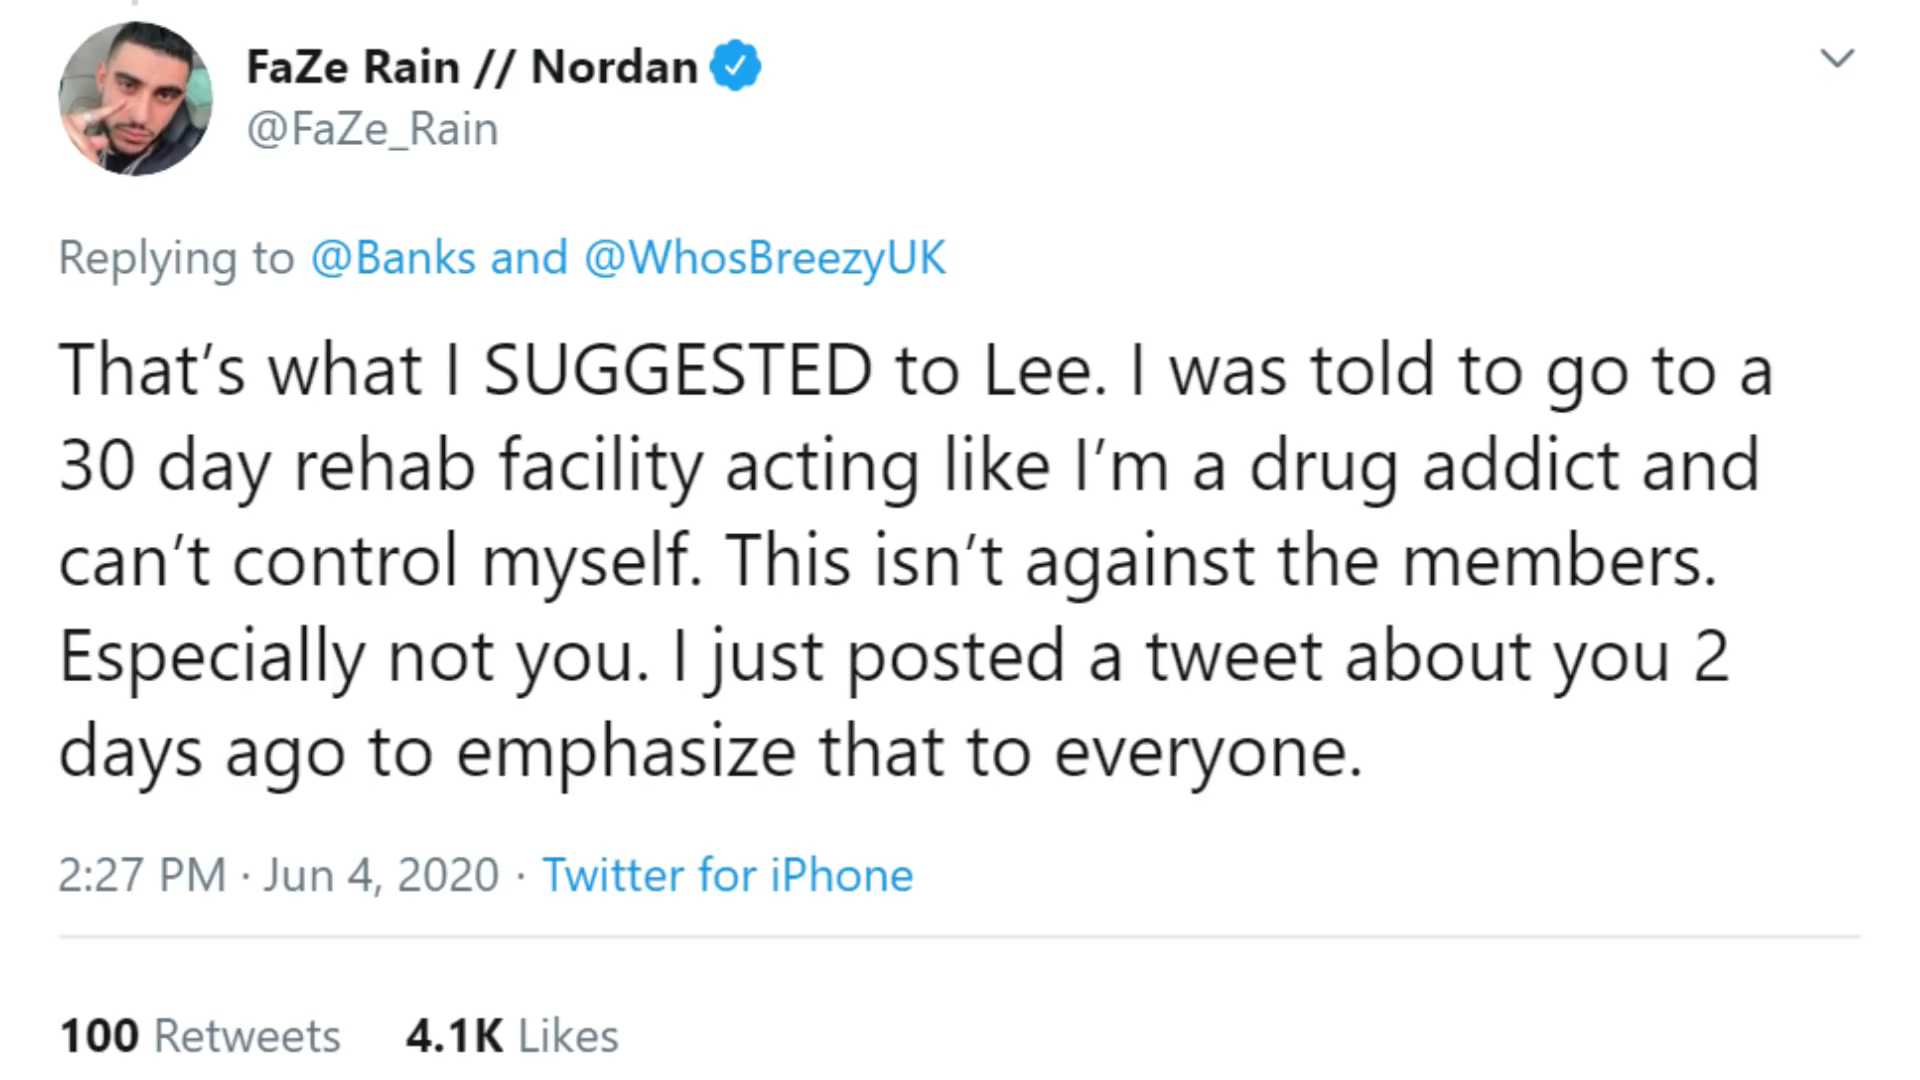 FaZe Rain // Nordan
@FaZe_Rain
Replying to @Banks and @WhosBreezyUK
That’s what I SUGGESTED to Lee. I was told to go to a
30 day rehab facility acting like I’m a drug addict and
can’t control myself. This isn’t against the members.
Especially not you. I just posted a tweet about you 2
days ago to emphasize that to everyone.
2:27 PM · Jun 4, 2020 · Twitter for iPhone
100 Retweets 4.1K Likes